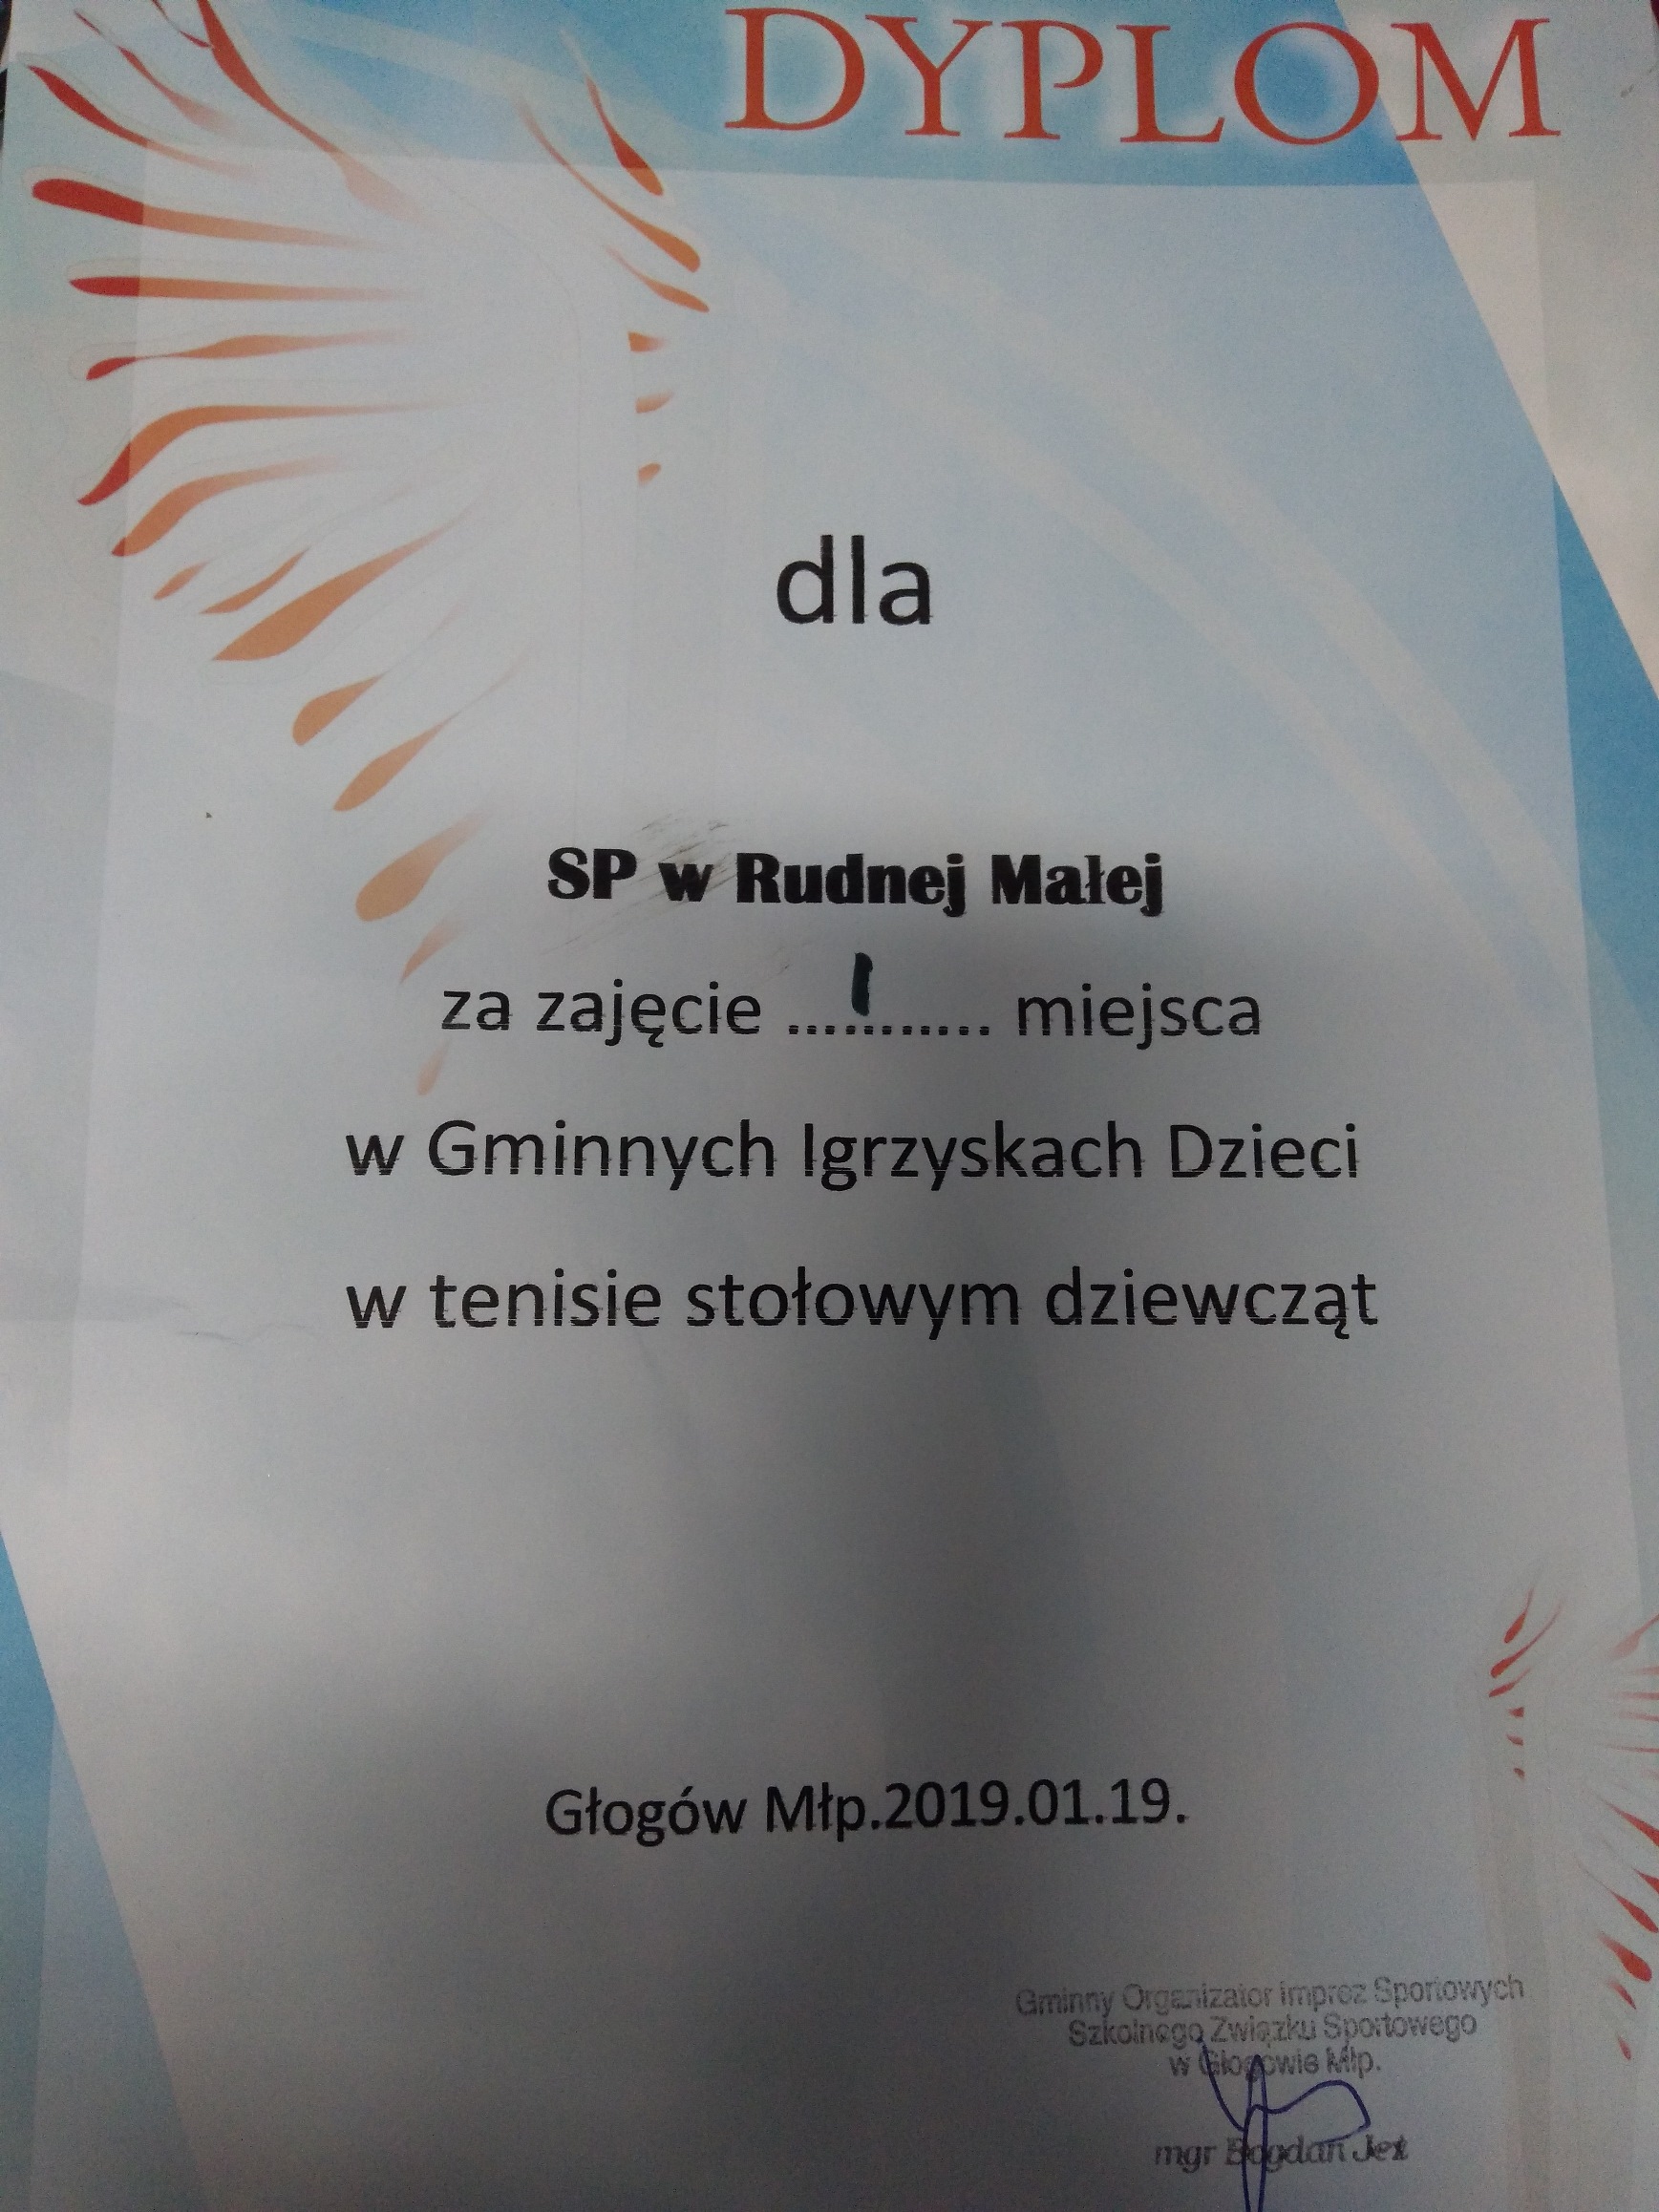 DYPLOM
dla
SP w Rudnej Małej
za zajęcie ....I....... miejsca
w Gminnych Igrzyskach Dzieci
w tenisie stołowym dziewcząt
Głogów Młp.2019.01.19.
Gminny Organizator Imprez Sportowych
Szkolnego Związku Sportowego
w Głogowie Młp.
mgr Bogdan